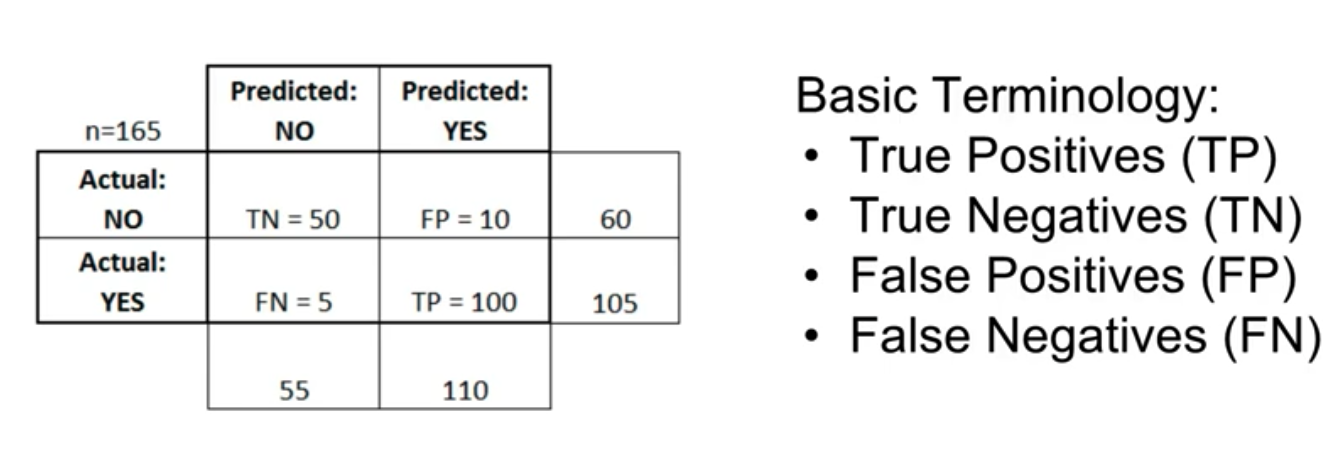 Predicted: Predicted:
n=165 NO YES
Actual:
NO TN = 50 FP = 10 60
Actual:
YES FN = 5 TP = 100 105
55 110
Basic Terminology:
• True Positives (TP)
• True Negatives (TN)
• False Positives (FP)
• False Negatives (FN)